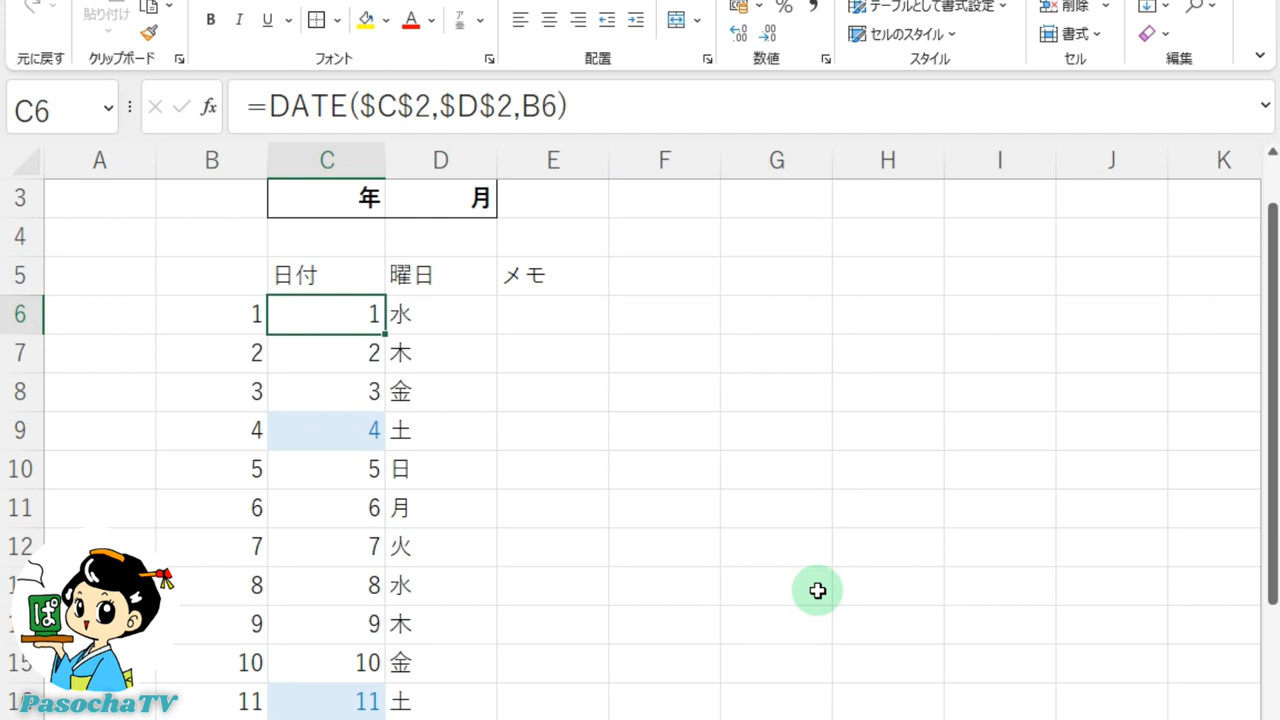 貼り付け
B I U A ア亜 % テーブルとして書式設定 削除
セルのスタイル 書式
元に戻す クリップボード フォント 配置 数値 スタイル セル 編集
C6 fx =DATE($C$2,$D$2,B6)
A B C D E F G H I J K
3 年 月
4
5 日付 曜日 メモ
6 1 1 水
7 2 2 木
8 3 3 金
9 4 4 土
10 5 5 日
11 6 6 月
12 7 7 火
8 8 水
9 9 木
15 10 10 金
11 11 土
ぱ
PasochaTV